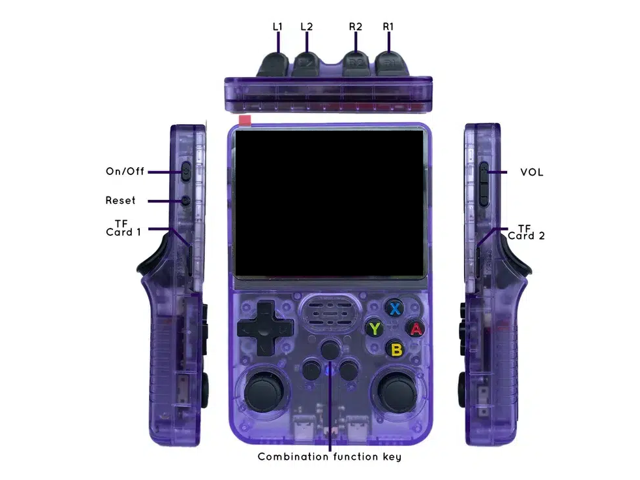 L1
L2
R2
R1
On/Off
Reset
TF
Card 1
VOL
TF
Card 2
X
Y
A
B
Combination function key